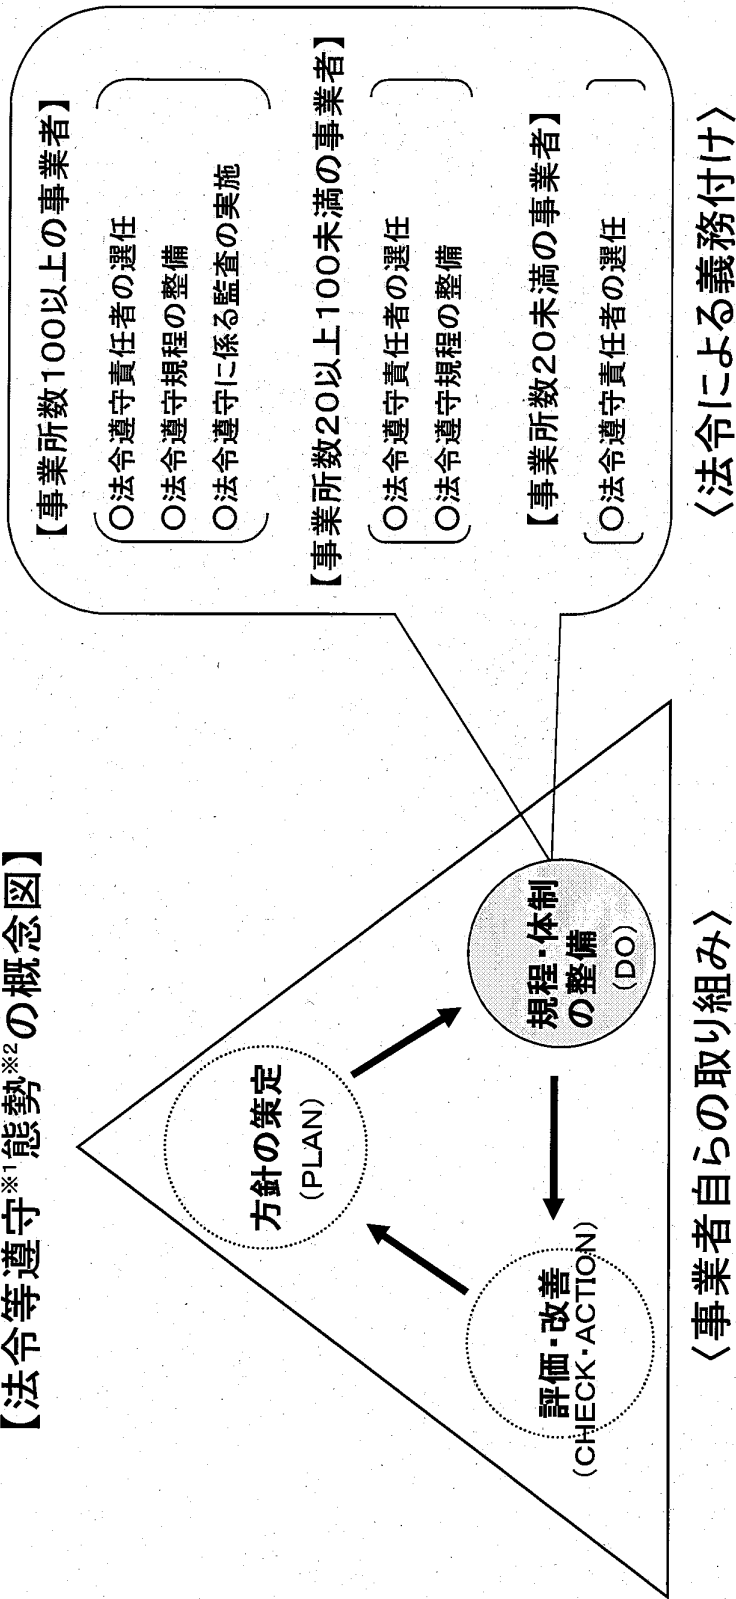 【法令等遵守※1態勢※2の概念図】
方針の策定
(PLAN)
規程・体制
の整備
(DO)
評価・改善
(CHECK・ACTION)
〈事業者自らの取り組み〉
【事業所数100以上の事業者】
○法令遵守責任者の選任
○法令遵守規程の整備
○法令遵守に係る監査の実施
【事業所数20以上100未満の事業者】
○法令遵守責任者の選任
○法令遵守規程の整備
【事業所数20未満の事業者】
○法令遵守責任者の選任
〈法令による義務付け〉